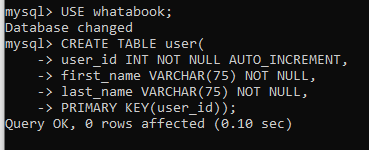 mysql> USE whatabook;
Database changed
mysql> CREATE TABLE user(
    -> user_id INT NOT NULL AUTO_INCREMENT,
    -> first_name VARCHAR(75) NOT NULL,
    -> last_name VARCHAR(75) NOT NULL,
    -> PRIMARY KEY(user_id));
Query OK, 0 rows affected (0.10 sec)